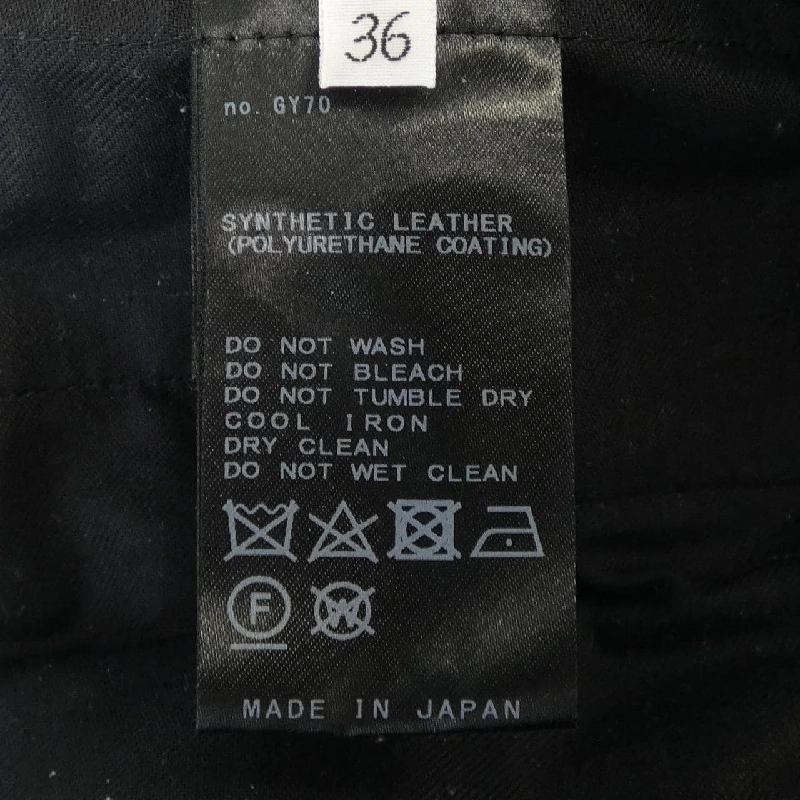 36
no. GY70
SYNTHETIC LEATHER
(POLYURETHANE COATING)
DO NOT WASH
DO NOT BLEACH
DO NOT TUMBLE DRY
COOL IRON
DRY CLEAN
DO NOT WET CLEAN
F W
MADE IN JAPAN